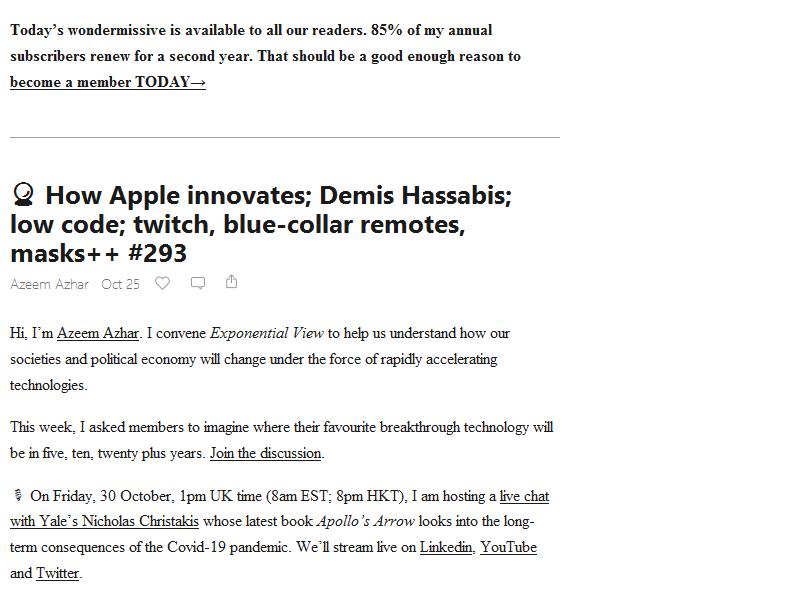 Today’s wondermissive is available to all our readers. 85% of my annual
subscribers renew for a second year. That should be a good enough reason to
become a member TODAY→
🔮 How Apple innovates; Demis Hassabis;
low code; twitch, blue-collar remotes,
masks++ #293
Azeem Azhar Oct 25
Hi, I’m Azeem Azhar. I convene Exponential View to help us understand how our
societies and political economy will change under the force of rapidly accelerating
technologies.
This week, I asked members to imagine where their favourite breakthrough technology will
be in five, ten, twenty plus years. Join the discussion.
🎙 On Friday, 30 October, 1pm UK time (8am EST; 8pm HKT), I am hosting a live chat
with Yale’s Nicholas Christakis whose latest book Apollo’s Arrow looks into the long-
term consequences of the Covid-19 pandemic. We’ll stream live on Linkedin, YouTube
and Twitter.